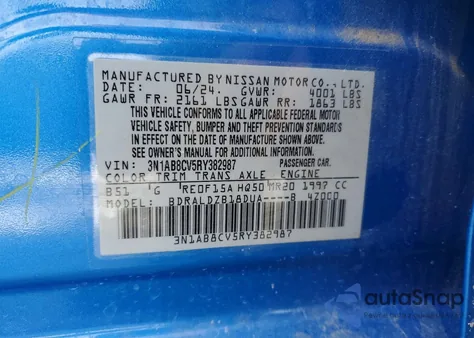 MANUFACTURED BY NISSAN MOTOR CO., LTD.
DATE: 06/24. GVWR: 4001 LBS
GAWR FR: 2161 LBS GAWR RR: 1863 LBS
THIS VEHICLE CONFORMS TO ALL APPLICABLE FEDERAL MOTOR
VEHICLE SAFETY, BUMPER AND THEFT PREVENTION STANDARDS
IN EFFECT ON THE DATE OF MANUFACTURE SHOWN ABOVE.
SEE OWNER'S MANUAL FOR ADDITIONAL INFORMATION.
VIN: 3N1AB8CV5RY382987 PASSENGER CAR.
COLOR TRIM TRANS AXLE ENGINE
B51 'G 'RE0F15A HQ50 MR20 1997 CC
MODEL: BDRALDZB18DUA----B 4Z0C0
3N1AB8CV5RY382987
autoSnap